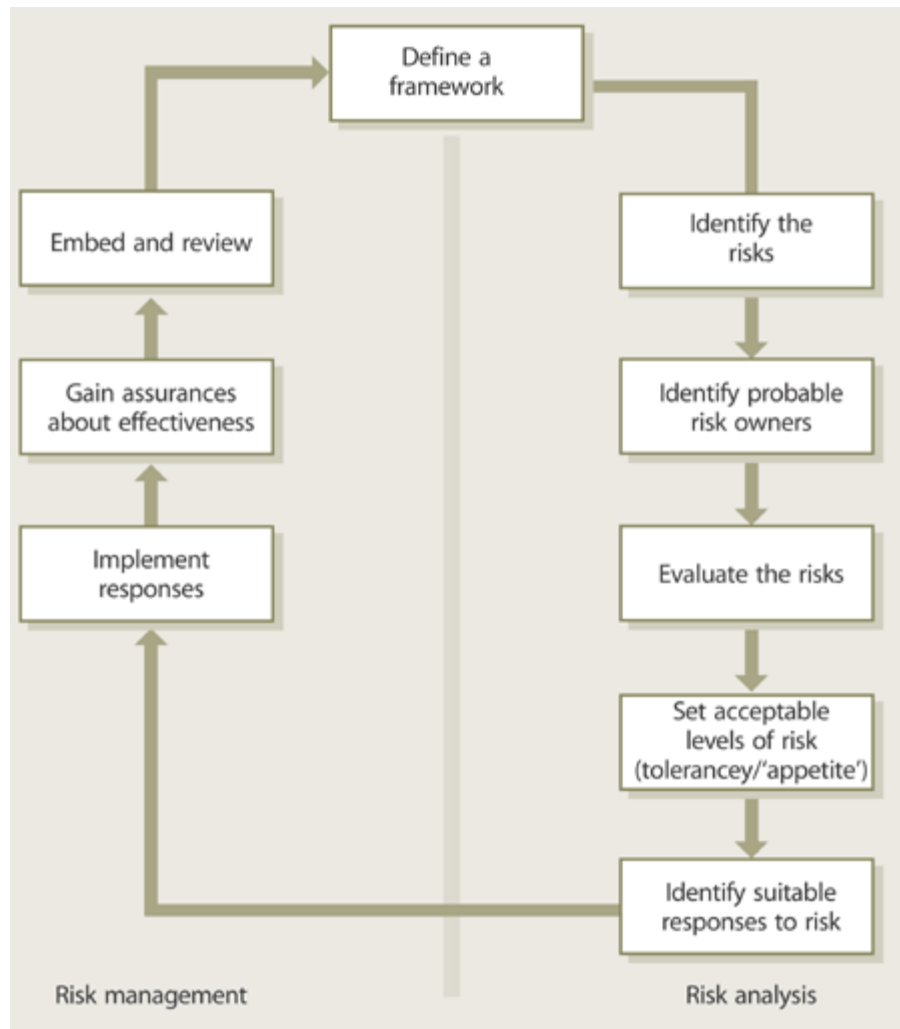 Define a
framework
Identify the
risks
Identify probable
risk owners
Evaluate the risks
Set acceptable
levels of risk
(tolerancey/‘appetite’)
Identify suitable
responses to risk
Implement
responses
Gain assurances
about effectiveness
Embed and review
Risk management
Risk analysis